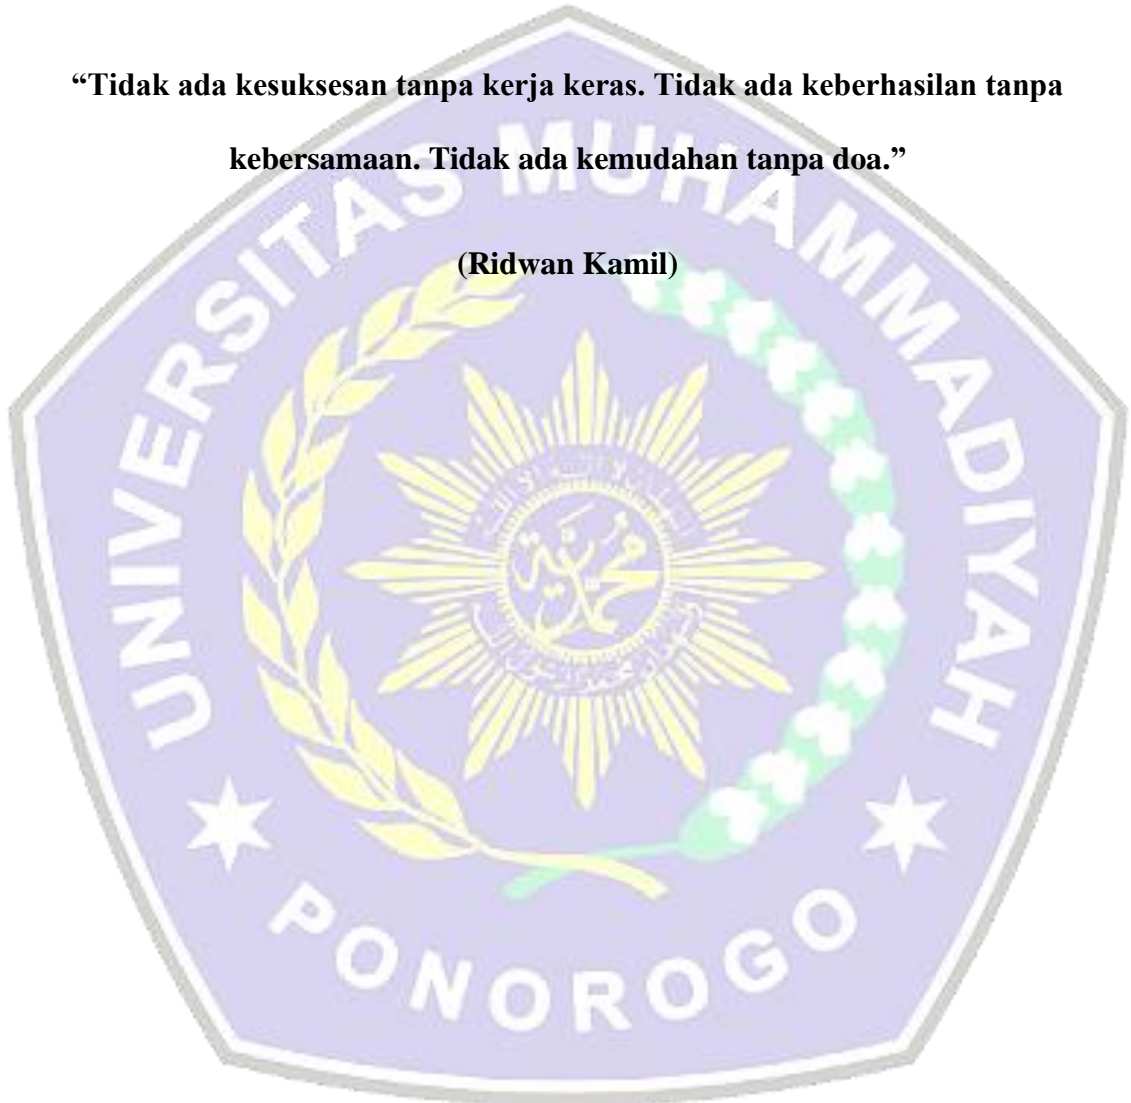 “Tidak ada kesuksesan tanpa kerja keras. Tidak ada keberhasilan tanpa
kebersamaan. Tidak ada kemudahan tanpa doa.”
(Ridwan Kamil)
UNIVERSITAS MUHAMMADIYAH
PONOROGO